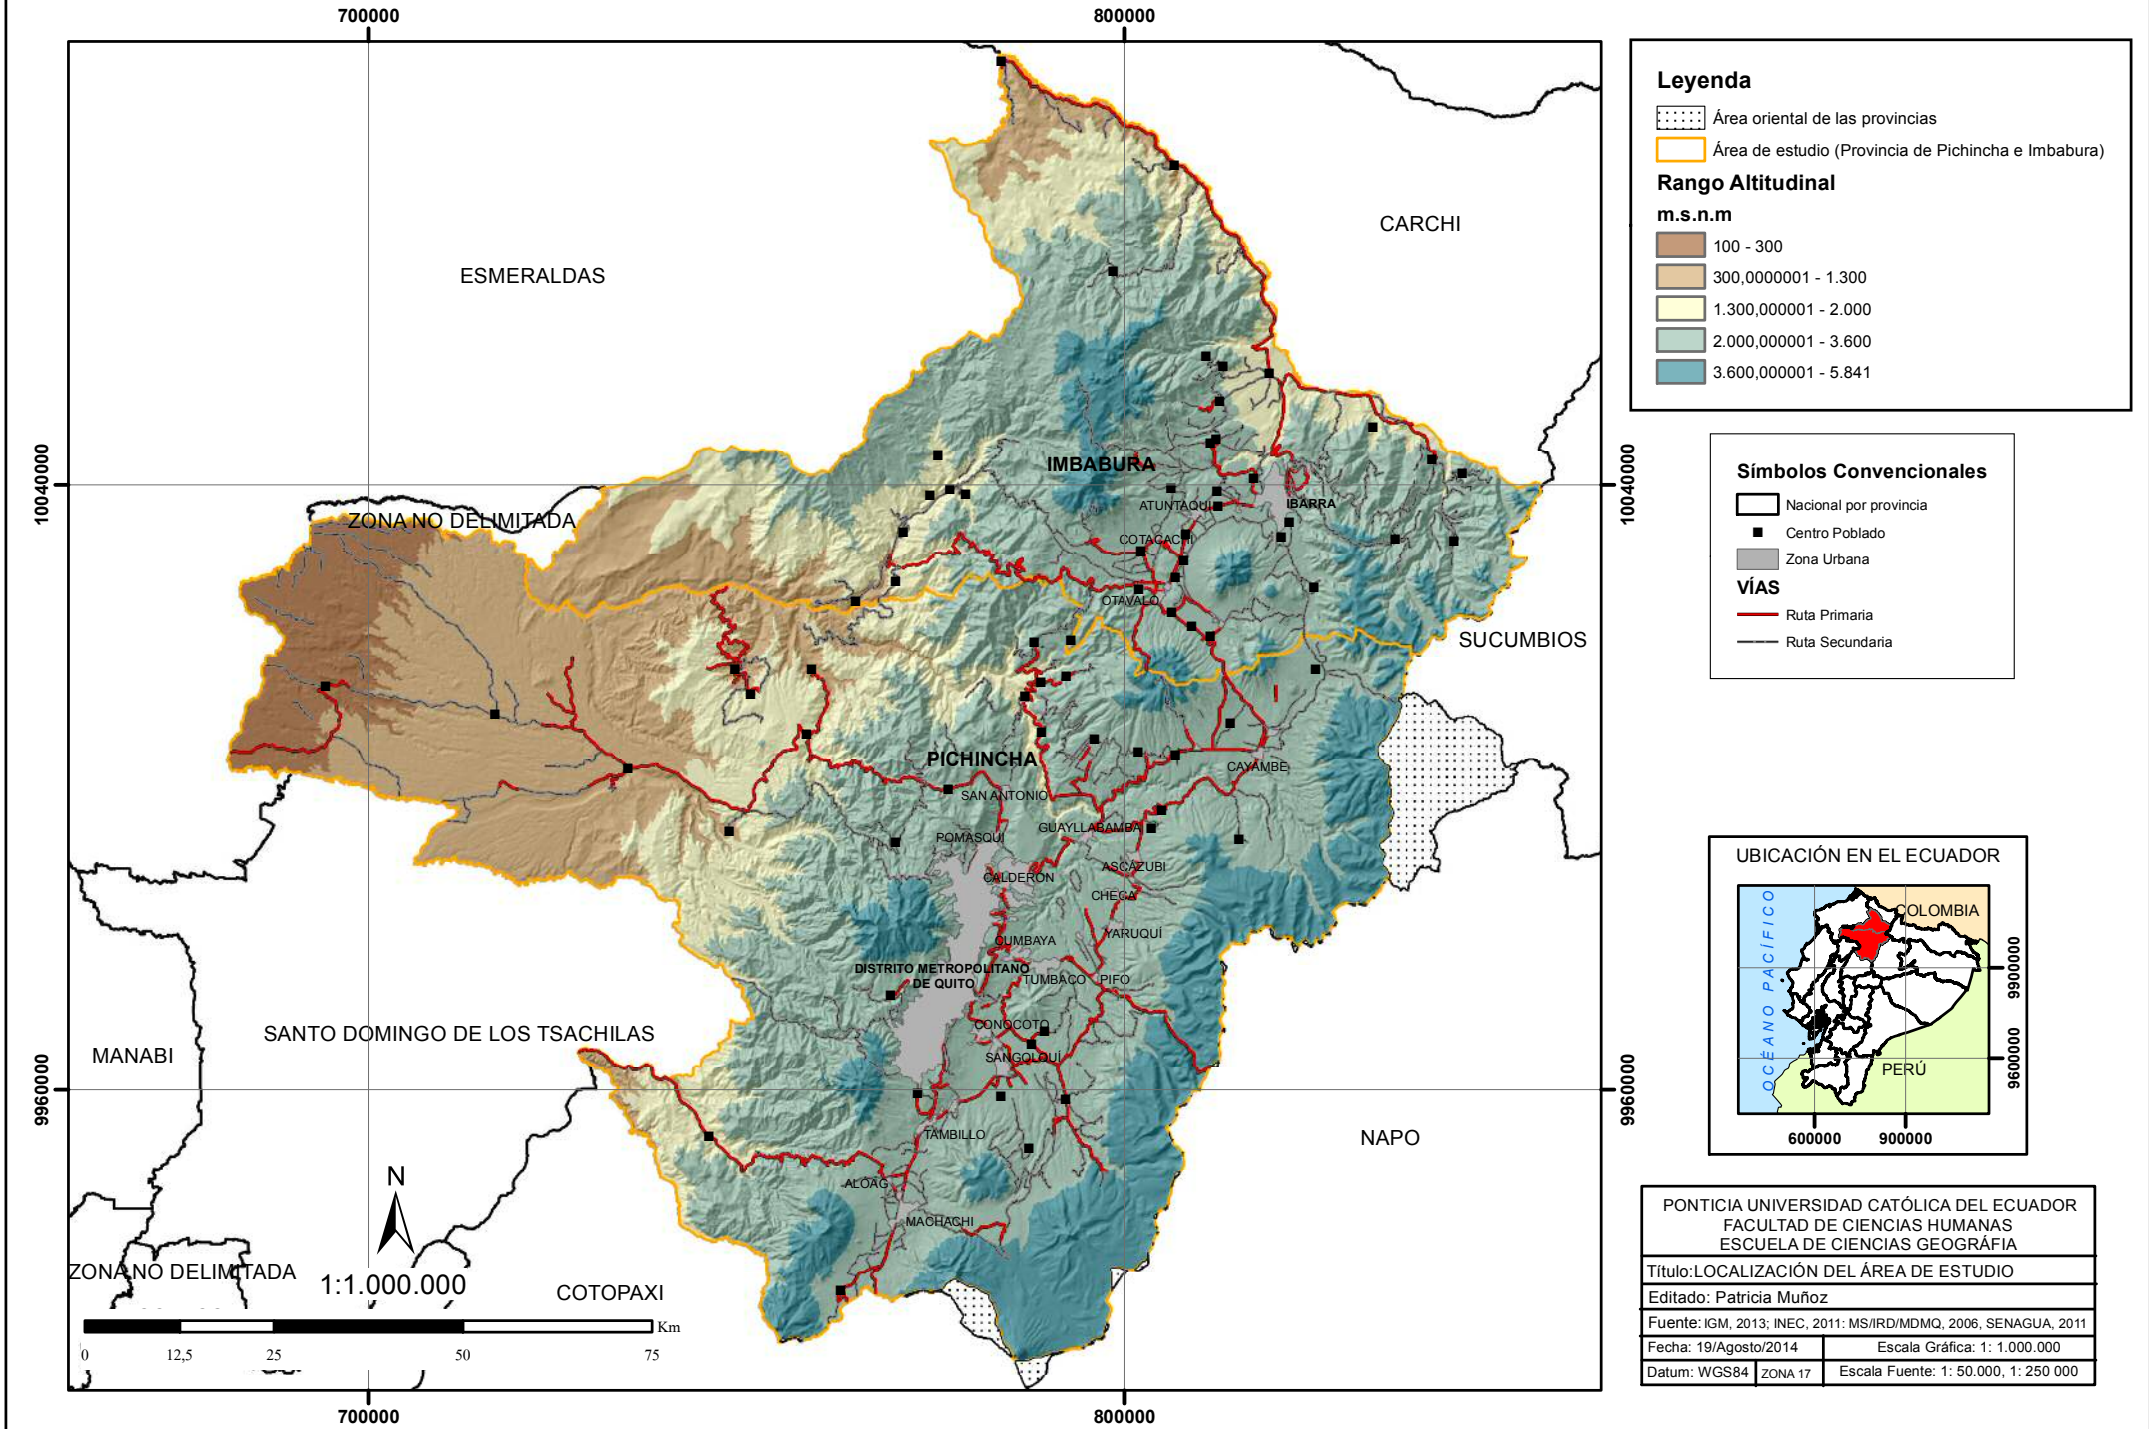 700000
800000
10040000
9960000
10040000
9960000
700000
800000
ESMERALDAS
CARCHI
ZONA NO DELIMITADA
IMBABURA
ATUNTAQUI
IBARRA
COTACACHI
OTAVALO
SUCUMBIOS
PICHINCHA
CAYAMBE
SAN ANTONIO
GUAYLLABAMBA
POMASQUI
ASCAZUBI
CALDERON
CHECA
YARUQUÍ
CUMBAYA
DISTRITO METROPOLITANO
DE QUITO
TUMBACO
PIFO
CONOCOTO
SANGOLQUÍ
SANTO DOMINGO DE LOS TSACHILAS
MANABI
TAMBILLO
NAPO
ALOAG
MACHACHI
ZONA NO DELIMITADA
COTOPAXI
N
1:1.000.000
Km
0
12,5
25
50
75
Leyenda
Área oriental de las provincias
Área de estudio (Provincia de Pichincha e Imbabura)
Rango Altitudinal
m.s.n.m
100 - 300
300,0000001 - 1.300
1.300,000001 - 2.000
2.000,000001 - 3.600
3.600,000001 - 5.841
Símbolos Convencionales
Nacional por provincia
Centro Poblado
Zona Urbana
VÍAS
Ruta Primaria
Ruta Secundaria
UBICACIÓN EN EL ECUADOR
OCÉANO PACÍFICO
COLOMBIA
PERÚ
9900000
9600000
600000
900000
PONTICIA UNIVERSIDAD CATÓLICA DEL ECUADOR
FACULTAD DE CIENCIAS HUMANAS
ESCUELA DE CIENCIAS GEOGRÁFIA
Título:LOCALIZACIÓN DEL ÁREA DE ESTUDIO
Editado: Patricia Muñoz
Fuente: IGM, 2013; INEC, 2011: MS/IRD/MDMQ, 2006, SENAGUA, 2011
Fecha: 19/Agosto/2014
Escala Gráfica: 1: 1.000.000
Datum: WGS84
ZONA 17
Escala Fuente: 1: 50.000, 1: 250 000